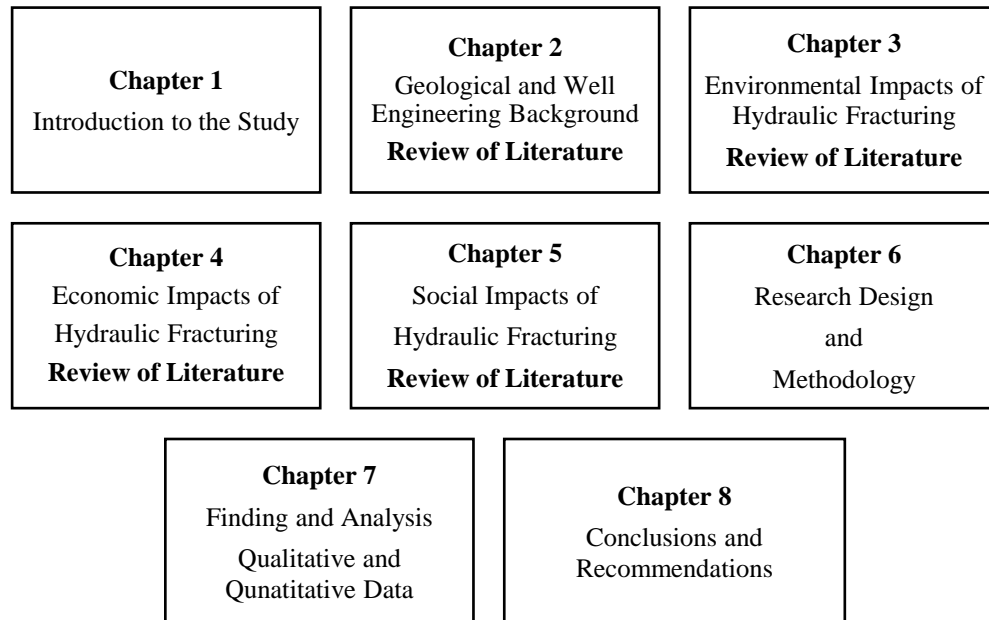 Chapter 1
Introduction to the Study
Chapter 2
Geological and Well
Engineering Background
Review of Literature
Chapter 3
Environmental Impacts of
Hydraulic Fracturing
Review of Literature
Chapter 4
Economic Impacts of
Hydraulic Fracturing
Review of Literature
Chapter 5
Social Impacts of
Hydraulic Fracturing
Review of Literature
Chapter 6
Research Design
and
Methodology
Chapter 7
Finding and Analysis
Qualitative and
Qunatitative Data
Chapter 8
Conclusions and
Recommendations